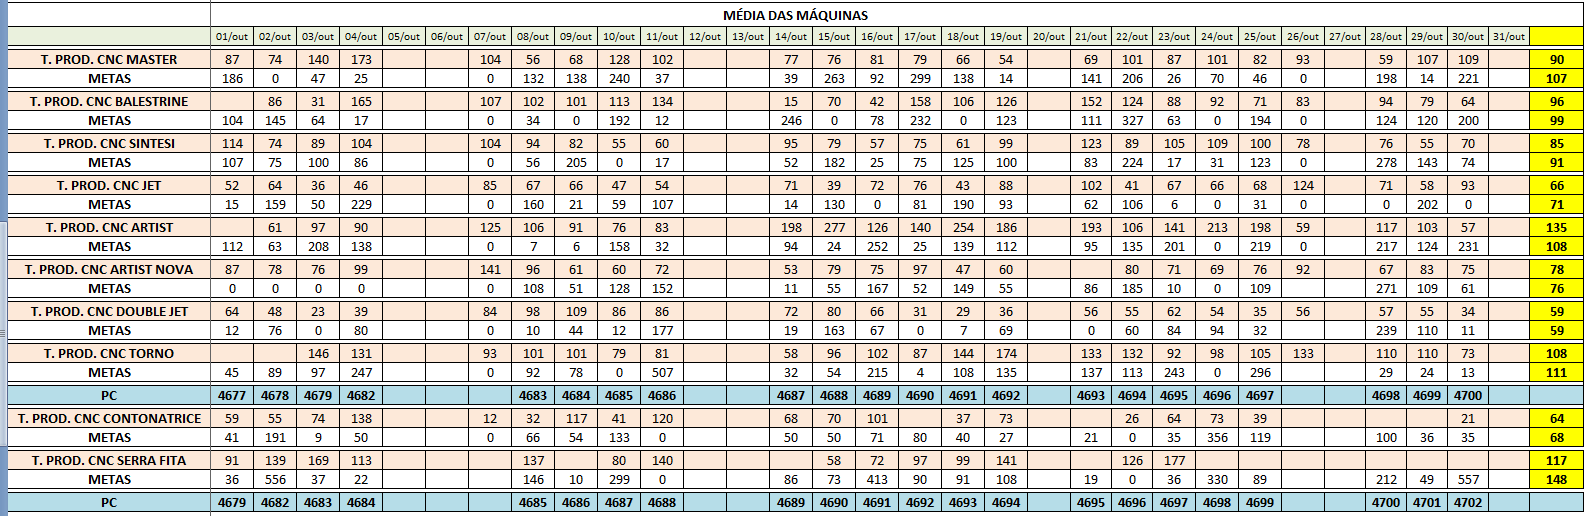 MÉDIA DAS MÁQUINAS
01/out 02/out 03/out 04/out 05/out 06/out 07/out 08/out 09/out 10/out 11/out 12/out 13/out 14/out 15/out 16/out 17/out 18/out 19/out 20/out 21/out 22/out 23/out 24/out 25/out 26/out 27/out 28/out 29/out 30/out 31/out
T. PROD. CNC MASTER 87 74 140 173 104 56 68 128 102 77 76 81 79 66 54 69 101 87 101 82 93 59 107 109 90
METAS 186 0 47 25 0 132 138 240 37 39 263 92 299 138 14 141 206 26 70 46 0 198 14 221 107
T. PROD. CNC BALESTRINE 86 31 165 107 102 101 113 134 15 70 42 158 106 126 152 124 88 92 71 83 94 79 64 96
METAS 104 145 64 17 0 34 0 192 12 246 0 78 232 0 123 111 327 63 0 194 0 124 120 200 99
T. PROD. CNC SINTESI 114 74 89 104 104 94 82 55 60 95 79 57 75 61 99 123 89 105 109 100 78 76 55 70 85
METAS 107 75 100 86 0 56 205 0 17 52 182 25 75 125 100 83 224 17 31 123 0 278 143 74 91
T. PROD. CNC JET 52 64 36 46 85 67 66 47 54 71 39 72 76 43 88 102 41 67 66 68 124 71 58 93 66
METAS 15 159 50 229 0 160 21 59 107 14 130 0 81 190 93 62 106 6 0 31 0 0 202 0 71
T. PROD. CNC ARTIST 61 97 90 125 106 91 76 83 198 277 126 140 254 186 193 106 141 213 198 59 117 103 57 135
METAS 112 63 208 138 0 7 6 158 32 94 24 252 25 139 112 95 135 201 0 219 0 217 124 231 108
T. PROD. CNC ARTIST NOVA 87 78 76 99 141 96 61 60 72 53 79 75 97 47 60 80 71 69 76 92 67 83 75 78
METAS 0 0 0 0 0 108 51 128 152 11 55 167 52 149 55 86 185 10 0 109 271 109 61 76
T. PROD. CNC DOUBLE JET 64 48 23 39 84 98 109 86 86 72 80 66 31 29 36 56 55 62 54 35 56 57 55 34 59
METAS 12 76 0 80 0 10 44 12 177 19 163 67 0 7 69 0 60 84 94 32 239 110 11 59
T. PROD. CNC TORNO 146 131 93 101 101 79 81 58 96 102 87 144 174 133 132 92 98 105 133 110 110 73 108
METAS 45 89 97 247 0 92 78 0 507 32 54 215 4 108 135 137 113 243 0 296 29 24 13 111
PC 4677 4678 4679 4682 4683 4684 4685 4686 4687 4688 4689 4690 4691 4692 4693 4694 4695 4696 4697 4698 4699 4700
T. PROD. CNC CONTONATRICE 59 55 74 138 12 32 117 41 120 68 70 101 37 73 26 64 73 39 21 64
METAS 41 191 9 50 0 66 54 133 0 50 50 71 80 40 27 21 0 35 356 119 100 36 35 68
T. PROD. CNC SERRA FITA 91 139 169 113 137 80 140 58 72 97 99 141 126 177 117
METAS 36 556 37 22 146 10 299 0 86 73 413 90 91 108 19 0 36 330 89 212 49 557 148
PC 4679 4682 4683 4684 4685 4686 4687 4688 4689 4690 4691 4692 4693 4694 4695 4696 4697 4698 4699 4700 4701 4702